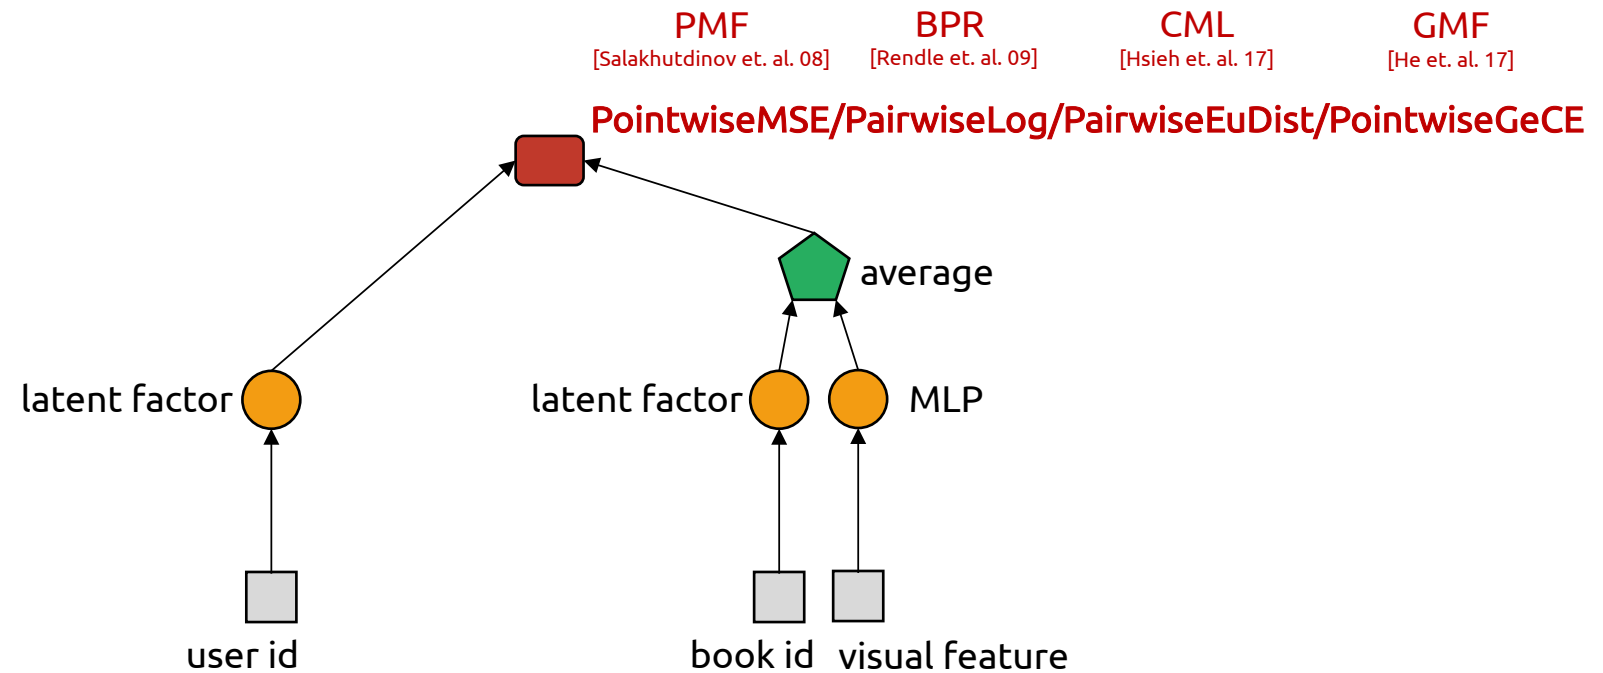 PMF BPR CML GMF
[Salakhutdinov et. al. 08] [Rendle et. al. 09] [Hsieh et. al. 17] [He et. al. 17]
PointwiseMSE/PairwiseLog/PairwiseEuDist/PointwiseGeCE
average
latent factor latent factor MLP
user id book id visual feature